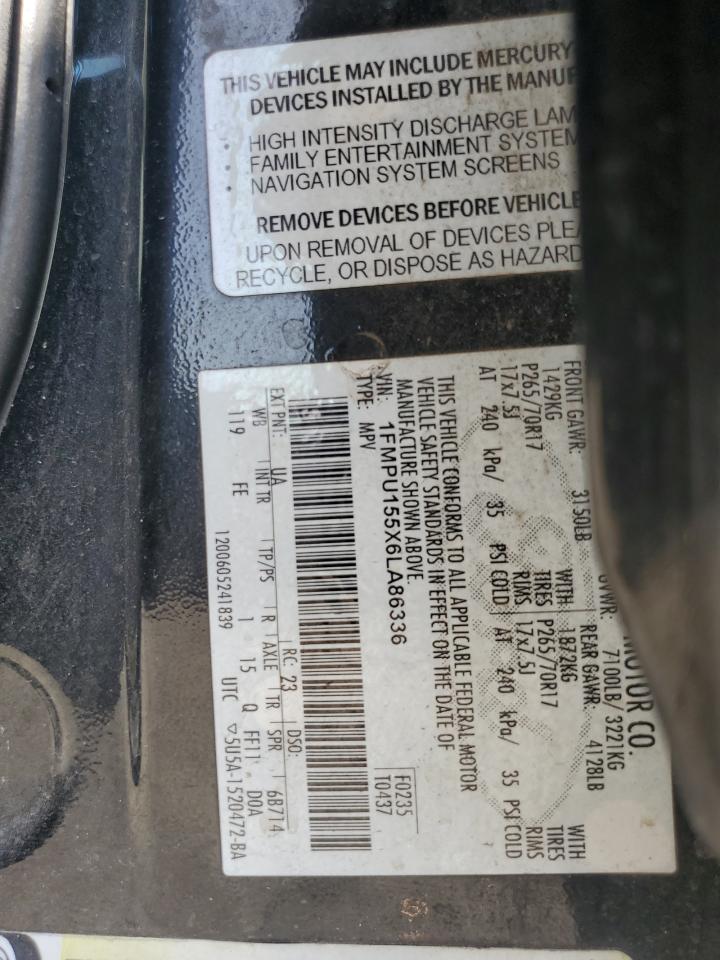 THIS VEHICLE MAY INCLUDE MERCURY
DEVICES INSTALLED BY THE MANUF
• HIGH INTENSITY DISCHARGE LAM
• FAMILY ENTERTAINMENT SYSTEM
• NAVIGATION SYSTEM SCREENS
REMOVE DEVICES BEFORE VEHICLE
UPON REMOVAL OF DEVICES PLEA
RECYCLE, OR DISPOSE AS HAZARD
MOTOR CO.
GVWR: 7100LB/ 3221KG
FRONT GAWR: 3150LB REAR GAWR: 4128LB
1429KG WITH 1872KG WITH
P265/70R17 TIRES P265/70R17 TIRES
17x7.5J RIMS 17x7.5J RIMS
AT 240 kPa/ 35 PSI COLD AT 240 kPa/ 35 PSI COLD
THIS VEHICLE CONFORMS TO ALL APPLICABLE FEDERAL MOTOR
VEHICLE SAFETY STANDARDS IN EFFECT ON THE DATE OF
MANUFACTURE SHOWN ABOVE.
VIN: 1FMPU155X6LA86336
TYPE: MPV
F0235
T0437
EXT PNT: UA RC: 23 DSO:
WB INT TR TP/PS R AXLE TR SPR 6B714
119 FE 1 15 Q FF11 D0A
1200605241839 UTC ▽5U5A-1520472-BA